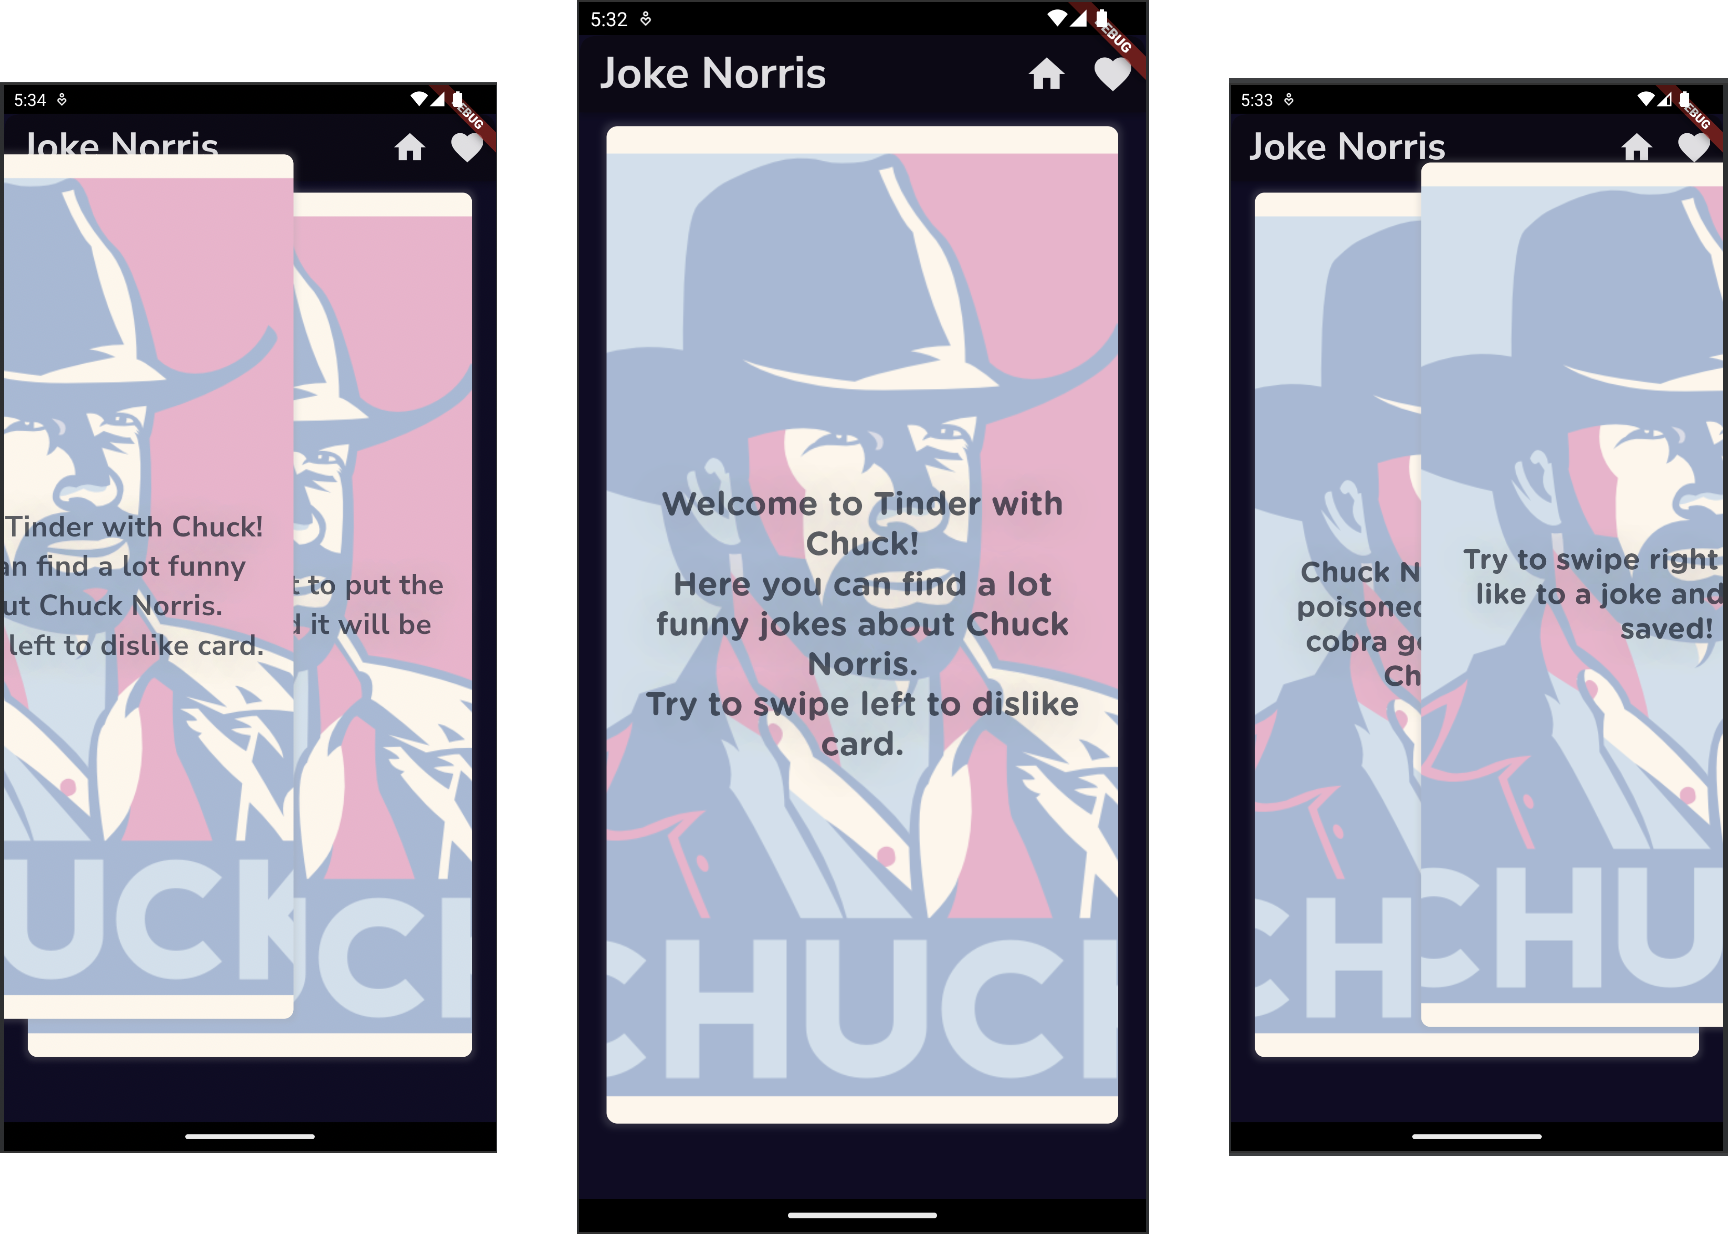 5:34
DEBUG
Joke Norris
Tinder with Chuck!
an find a lot funny
ut Chuck Norris.
left to dislike card.
t to put the
d it will be
UCK
CH
5:32
DEBUG
Joke Norris
Welcome to Tinder with
Chuck!
Here you can find a lot
funny jokes about Chuck
Norris.
Try to swipe left to dislike
card.
CHUCK
5:33
DEBUG
Joke Norris
Chuck N
poisoned
cobra ge
Ch
Try to swipe right
like to a joke and
saved!
CH
CHU